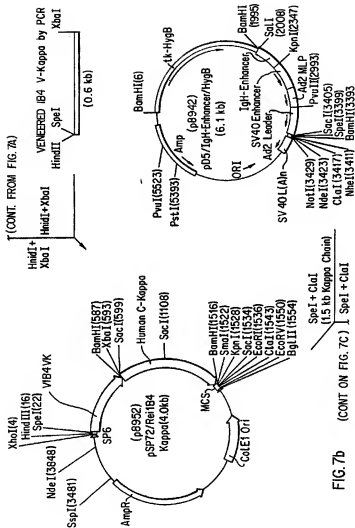 (CONT. FROM FIG. 7A)
VENEERED IB4 V-KAPPA BY PCR
HindII SpeI XbaI
(0.6 kb)
HnidI+
XbaI
HnidI+XbaI
XhoI(4)
HindIII(16)
SpeI(22)
VIB4VK
BamHI(587)
XbaI(593)
SacI(599)
Human C-Kappa
SacI(1108)
SP6
NdeI(3848)
SspI(3481)
(p8952)
pSP72/ReiIB4
Kappa(4.0kb)
AmpR
ColE1 Ori
MCS
BamHI(1516)
SmaI(1522)
KpnI(1528)
SacI(1534)
EcoRI(1536)
ClaI(1543)
EcoRV(1550)
BglII(1554)
BamHI(6)
tk-HygB
BamHI
(1995)
SalI
(2008)
KpnI(2347)
IgH-Enhancer
SV40 Enhancer
Ad2 MLP
PvuII(2993)
Ad2 Leader
(p8942)
pD5/IgH-Enhancer/HygB
(6.1 kb)
Amp
PvuI(5523)
PstI(5393)
ORI
SV 40L(A)n
SacI(3405)
SpeI(3399)
BamHI(3393)
NotI(3429)
NdeI(3423)
ClaI(3417)
NheI(3411)
SpeI + ClaI
(1.5 kb Kappa Chain)
SpeI + ClaI
(CONT ON FIG. 7C)
FIG. 7b